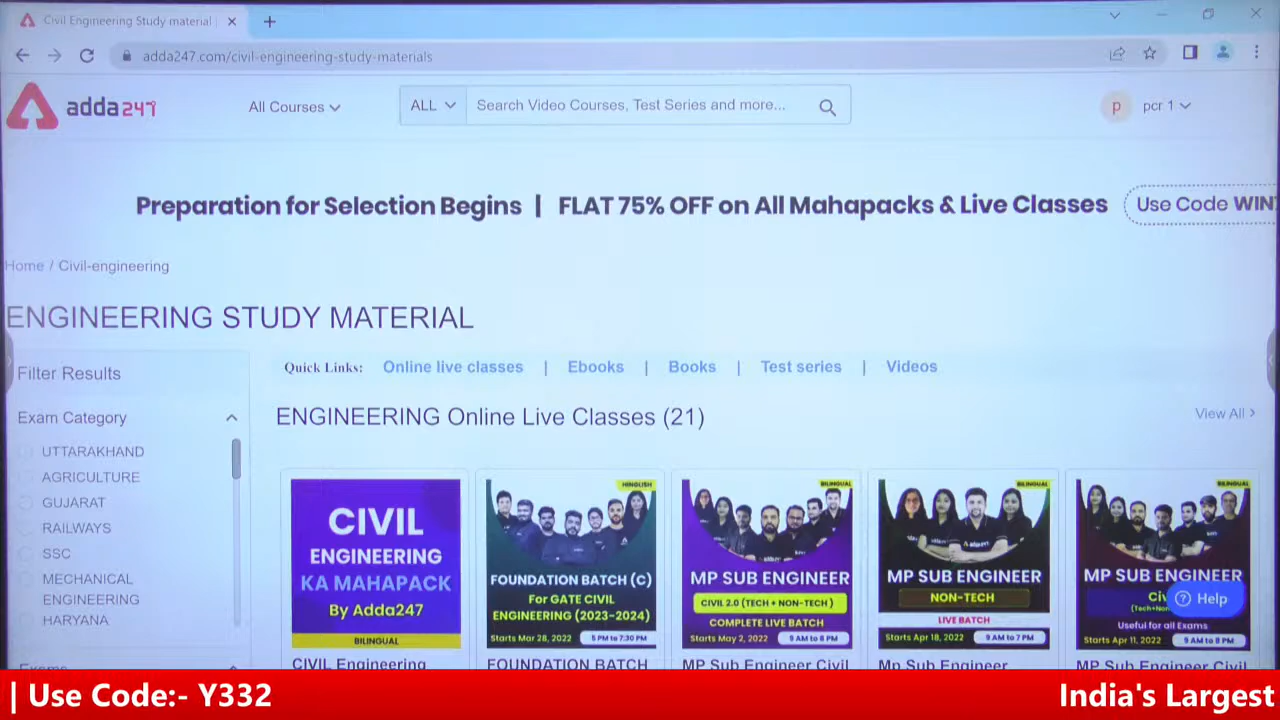 Civil Engineering Study material
adda247.com/civil-engineering-study-materials
adda247
All Courses
ALL
Search Video Courses, Test Series and more...
p
pcr 1
Preparation for Selection Begins | FLAT 75% OFF on All Mahapacks & Live Classes
Use Code WIN
Home / Civil-engineering
ENGINEERING STUDY MATERIAL
Filter Results
Quick Links: Online live classes | Ebooks | Books | Test series | Videos
Exam Category
ENGINEERING Online Live Classes (21)
View All >
UTTARAKHAND
AGRICULTURE
GUJARAT
RAILWAYS
SSC
MECHANICAL
ENGINEERING
HARYANA
Exams
CIVIL
ENGINEERING
KA MAHAPACK
By Adda247
BILINGUAL
CIVIL Engineering
HINGLISH
FOUNDATION BATCH (C)
For GATE CIVIL
ENGINEERING (2023-2024)
Starts Mar 28, 2022
5 PM to 7:30 PM
FOUNDATION BATCH
BILINGUAL
MP SUB ENGINEER
CIVIL 2.0 (TECH + NON-TECH)
COMPLETE LIVE BATCH
Starts May 2, 2022
9 AM to 8 PM
MP Sub Engineer Civil
BILINGUAL
MP SUB ENGINEER
NON-TECH
LIVE BATCH
Starts Apr 18, 2022
9 AM to 7 PM
Mp Sub Engineer
BILINGUAL
MP SUB ENGINEER
Useful for all Exams
Starts Apr 11, 2022
9 AM to 8 PM
MP Sub Engineer Civil
Help
| Use Code:- Y332
India's Largest